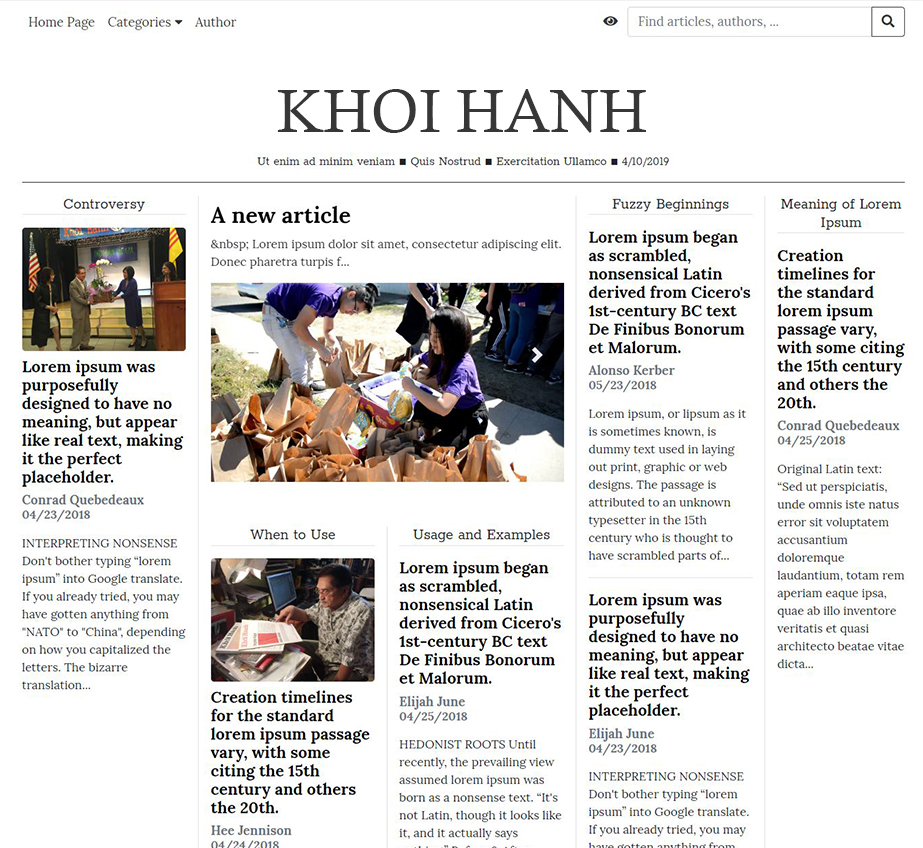 Home Page Categories Author
Find articles, authors, ...
KHOI HANH
Ut enim ad minim veniam ■ Quis Nostrud ■ Exercitation Ullamco ■ 4/10/2019
Controversy
Lorem ipsum was
purposefully
designed to have no
meaning, but appear
like real text, making
it the perfect
placeholder.
Conrad Quebedeaux
04/23/2018
INTERPRETING NONSENSE
Don't bother typing “lorem
ipsum” into Google translate.
If you already tried, you may
have gotten anything from
"NATO" to "China", depending
on how you capitalized the
letters. The bizarre
translation...
A new article
&nbsp; Lorem ipsum dolor sit amet, consectetur adipiscing elit.
Donec pharetra turpis f...
When to Use
Creation timelines
for the standard
lorem ipsum passage
vary, with some
citing the 15th
century and others
the 20th.
Hee Jennison
04/24/2018
Usage and Examples
Lorem ipsum began
as scrambled,
nonsensical Latin
derived from Cicero's
1st-century BC text
De Finibus Bonorum
et Malorum.
Elijah June
04/25/2018
HEDONIST ROOTS Until
recently, the prevailing view
assumed lorem ipsum was
born as a nonsense text. “It's
not Latin, though it looks like
it, and it actually says
Fuzzy Beginnings
Lorem ipsum began
as scrambled,
nonsensical Latin
derived from Cicero's
1st-century BC text
De Finibus Bonorum
et Malorum.
Alonso Kerber
05/23/2018
Lorem ipsum, or lipsum as it
is sometimes known, is
dummy text used in laying
out print, graphic or web
designs. The passage is
attributed to an unknown
typesetter in the 15th
century who is thought to
have scrambled parts of...
Lorem ipsum was
purposefully
designed to have no
meaning, but appear
like real text, making
it the perfect
placeholder.
Elijah June
04/23/2018
INTERPRETING NONSENSE
Don't bother typing “lorem
ipsum” into Google translate.
If you already tried, you may
have gotten anything from
Meaning of Lorem
Ipsum
Creation
timelines for
the standard
lorem ipsum
passage vary,
with some citing
the 15th century
and others the
20th.
Conrad Quebedeaux
04/25/2018
Original Latin text:
“Sed ut perspiciatis,
unde omnis iste natus
error sit voluptatem
accusantium
doloremque
laudantium, totam rem
aperiam eaque ipsa,
quae ab illo inventore
veritatis et quasi
architecto beatae vitae
dicta...